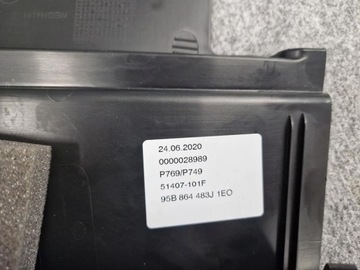 24.06.2020
0000028989
P769/P749
51407-101F
95B 864 483J 1EO